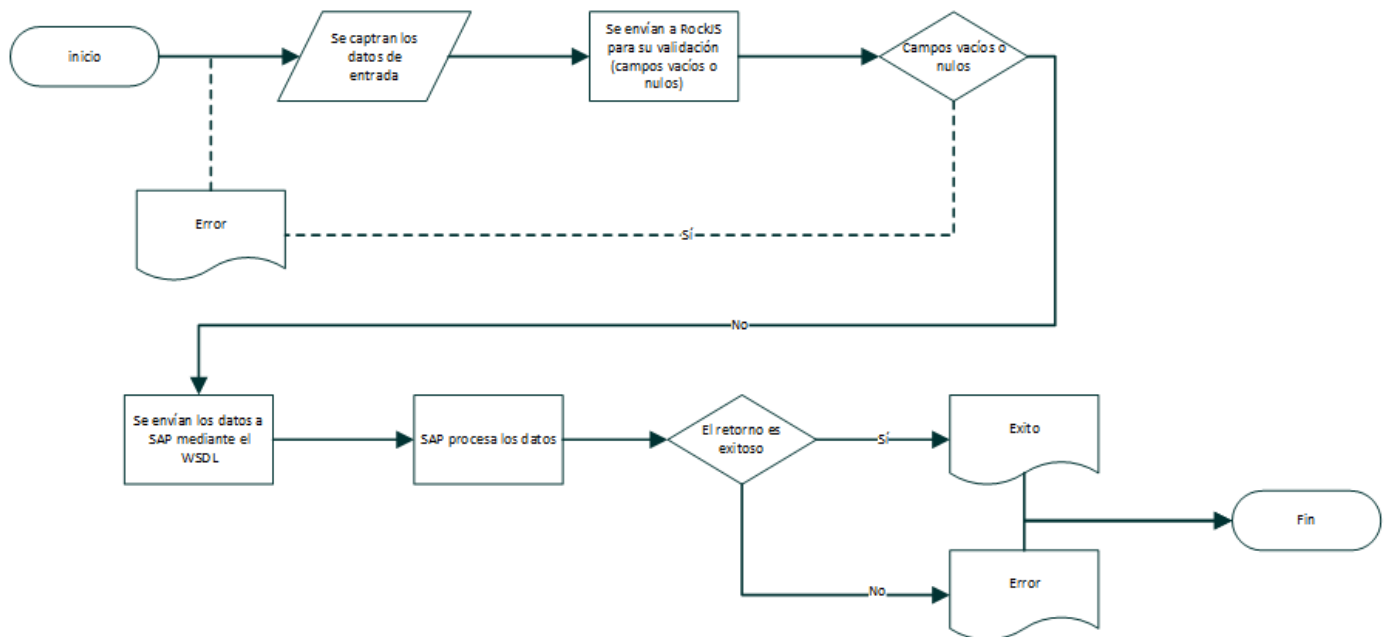 inicio
Se captran los
datos de
entrada
Se envían a RockJS
para su validación
(campos vacíos o
nulos)
Campos vacíos o
nulos
Error
Sí
No
Se envían los datos a
SAP mediante el
WSDL
SAP procesa los datos
El retorno es
exitoso
Sí
Exito
Fin
No
Error